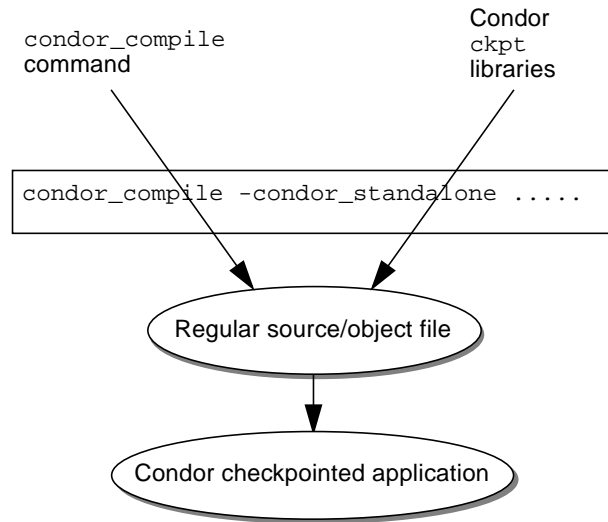 condor_compile
command
Condor
ckpt
libraries
condor_compile -condor_standalone .....
Regular source/object file
Condor checkpointed application